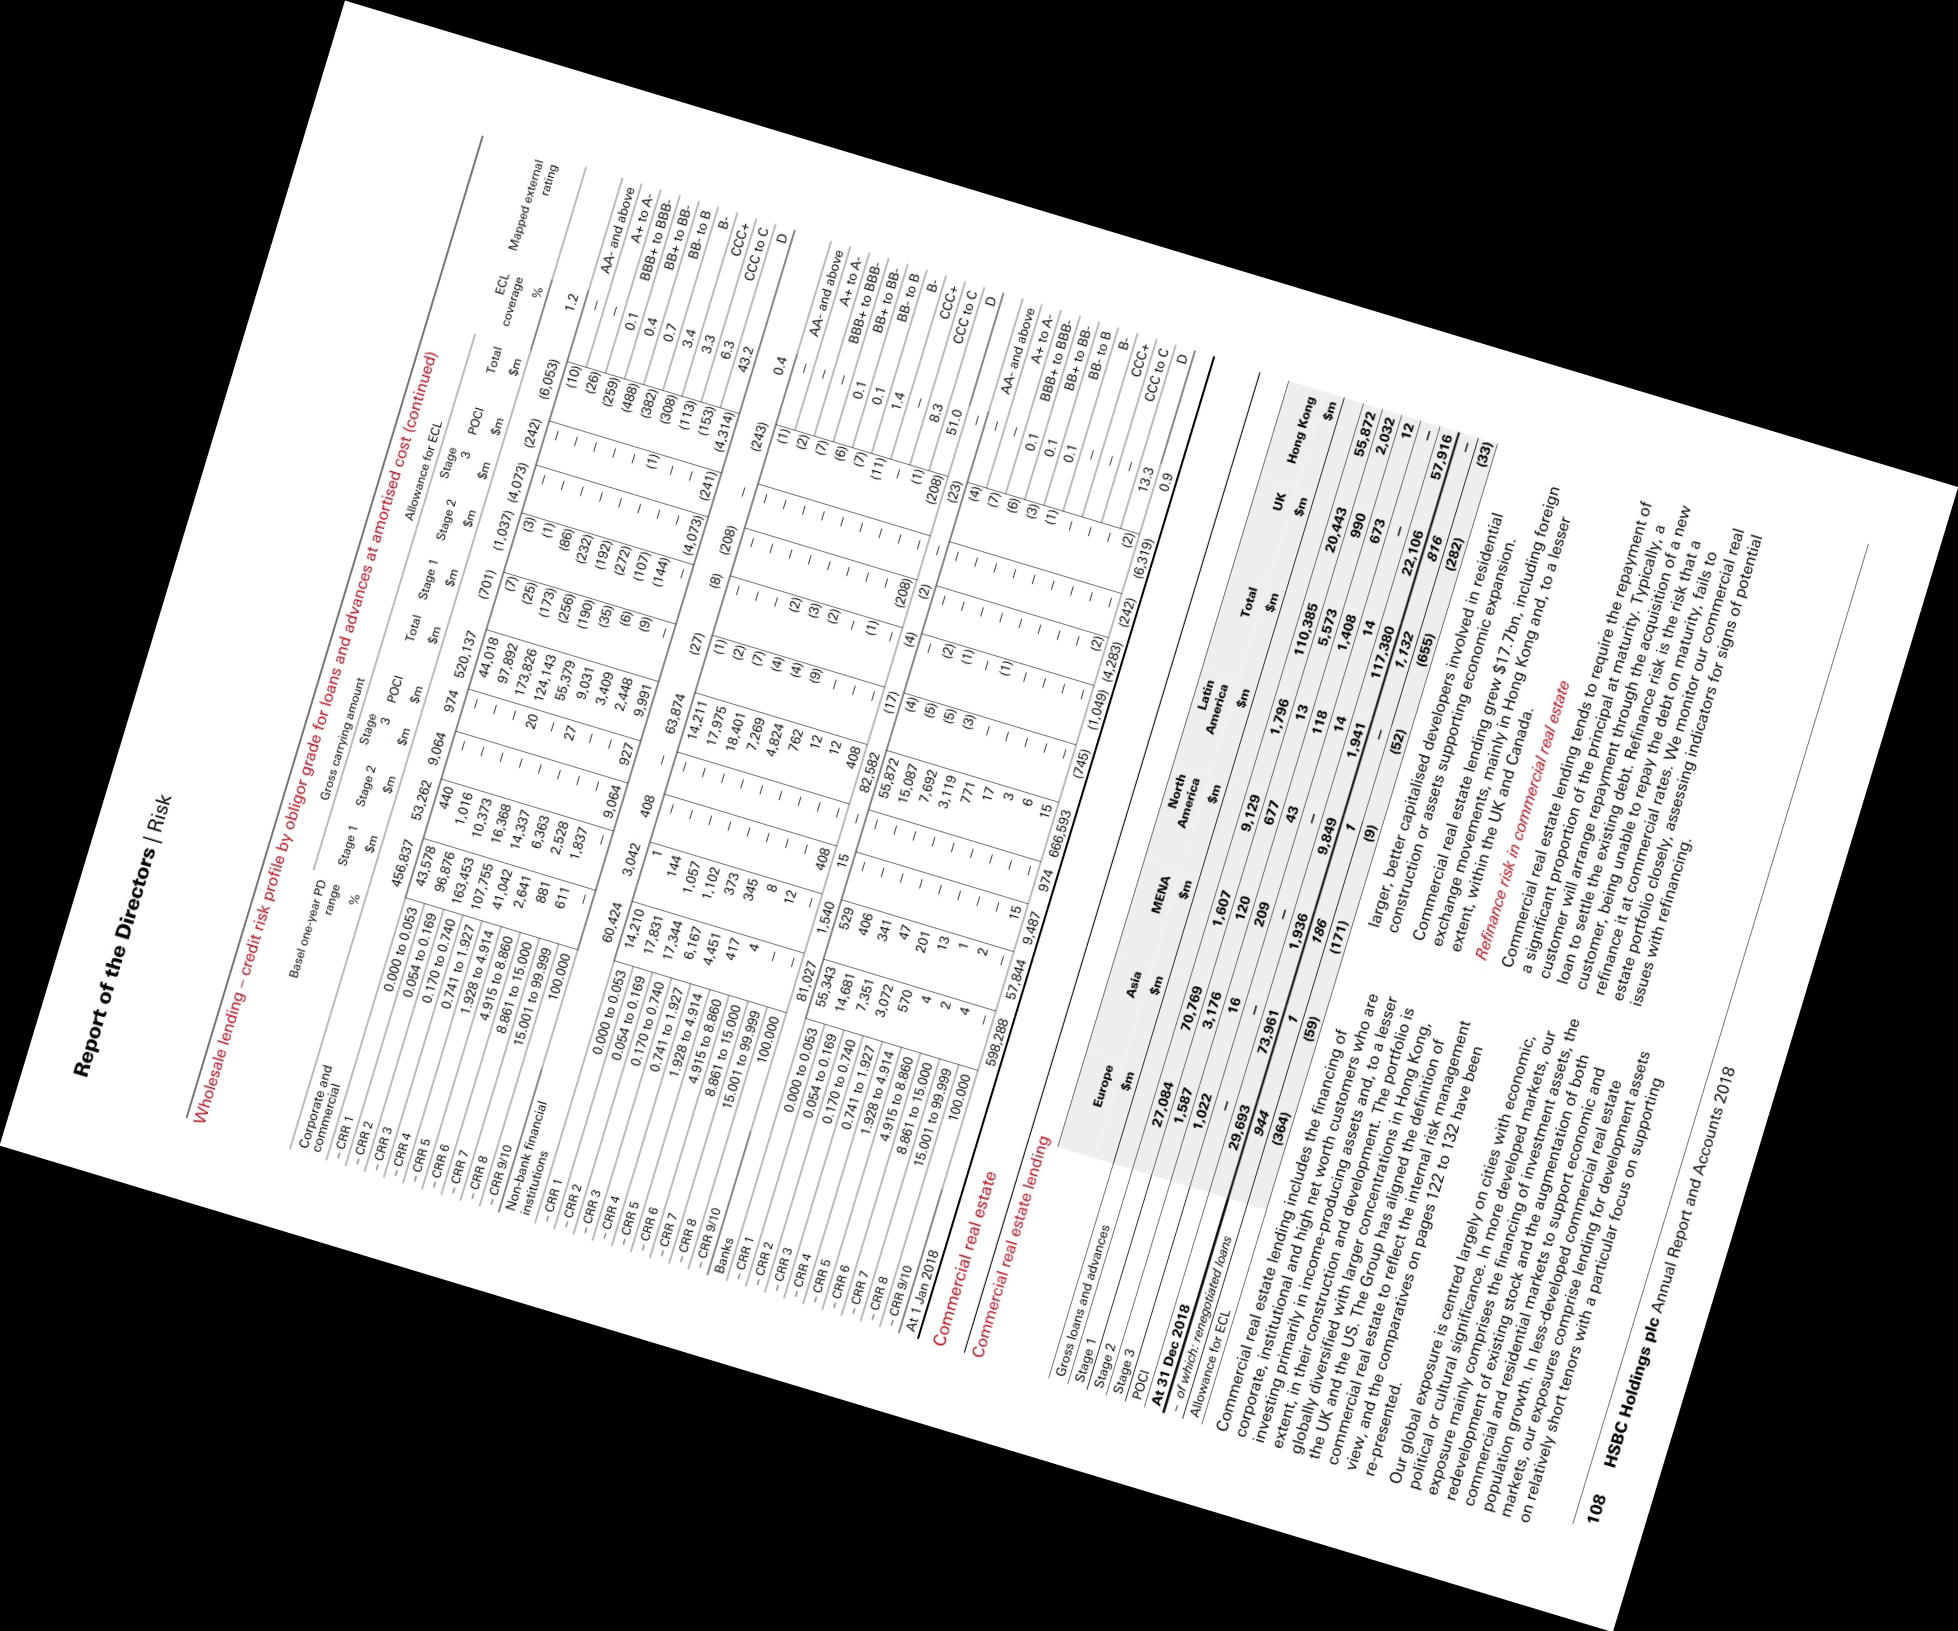 Report of the Directors | Risk
Wholesale lending – credit risk profile by obligor grade for loans and advances at amortised cost (continued)
Gross carrying amount Allowance for ECL
Basel one-year PD range Stage 1 Stage 2 Stage 3 POCI Total Stage 1 Stage 2 Stage 3 POCI Total ECL coverage Mapped external rating
% $m $m $m $m $m $m $m $m $m $m %
Corporate and commercial 456,837 53,262 9,064 974 520,137 (701) (1,037) (4,073) (242) (6,053) 1.2
– CRR 1 0.000 to 0.053 43,578 440 – – 44,018 (7) (3) – – (10) – AA- and above
– CRR 2 0.054 to 0.169 96,876 1,016 – – 97,892 (25) (1) – – (26) – A+ to A-
– CRR 3 0.170 to 0.740 163,453 10,373 – – 173,826 (173) (86) – – (259) 0.1 BBB+ to BBB-
– CRR 4 0.741 to 1.927 107,755 16,368 – 20 124,143 (256) (232) – – (488) 0.4 BB+ to BB-
– CRR 5 1.928 to 4.914 41,042 14,337 – – 55,379 (190) (192) – – (382) 0.7 BB- to B
– CRR 6 4.915 to 8.860 2,641 6,363 – 27 9,031 (35) (272) – (1) (308) 3.4 B-
– CRR 7 8.861 to 15.000 881 2,528 – – 3,409 (6) (107) – – (113) 3.3 CCC+
– CRR 8 15.001 to 99.999 611 1,837 – – 2,448 (9) (144) – – (153) 6.3 CCC to C
– CRR 9/10 100.000 – – 9,064 927 9,991 – – (4,073) (241) (4,314) 43.2 D
Non-bank financial institutions 60,424 3,042 408 – 63,874 (27) (8) (208) – (243) 0.4
– CRR 1 0.000 to 0.053 14,210 1 – – 14,211 (1) – – – (1) – AA- and above
– CRR 2 0.054 to 0.169 17,831 144 – – 17,975 (2) – – – (2) – A+ to A-
– CRR 3 0.170 to 0.740 17,344 1,057 – – 18,401 (7) – – – (7) – BBB+ to BBB-
– CRR 4 0.741 to 1.927 6,167 1,102 – – 7,269 (4) (2) – – (6) 0.1 BB+ to BB-
– CRR 5 1.928 to 4.914 4,451 373 – – 4,824 (4) (3) – – (7) 0.1 BB- to B
– CRR 6 4.915 to 8.860 417 345 – – 762 (9) (2) – – (11) 1.4 B-
– CRR 7 8.861 to 15.000 4 8 – – 12 – – – – – – CCC+
– CRR 8 15.001 to 99.999 – 12 – – 12 – (1) – – (1) 8.3 CCC to C
– CRR 9/10 100.000 – – 408 – 408 – – (208) – (208) 51.0 D
Banks 81,027 1,540 15 – 82,582 (17) (4) (2) – (23) –
– CRR 1 0.000 to 0.053 55,343 529 – – 55,872 (4) – – – (4) – AA- and above
– CRR 2 0.054 to 0.169 14,681 406 – – 15,087 (5) (2) – – (7) – A+ to A-
– CRR 3 0.170 to 0.740 7,351 341 – – 7,692 (5) (1) – – (6) 0.1 BBB+ to BBB-
– CRR 4 0.741 to 1.927 3,072 47 – – 3,119 (3) – – – (3) 0.1 BB+ to BB-
– CRR 5 1.928 to 4.914 570 201 – – 771 – (1) – – (1) 0.1 BB- to B
– CRR 6 4.915 to 8.860 4 13 – – 17 – – – – – – B-
– CRR 7 8.861 to 15.000 2 1 – – 3 – – – – – – CCC+
– CRR 8 15.001 to 99.999 4 2 – – 6 – – – – – – CCC to C
– CRR 9/10 100.000 – – 15 – 15 – – (2) – (2) 13.3 D
At 1 Jan 2018 598,288 57,844 9,487 974 666,593 (745) (1,049) (4,283) (242) (6,319) 0.9
Commercial real estate
Commercial real estate lending
Europe Asia MENA North America Latin America Total UK Hong Kong
$m $m $m $m $m $m $m $m
Gross loans and advances
Stage 1 27,084 70,769 1,607 9,129 1,796 110,385 20,443 55,872
Stage 2 1,587 3,176 120 677 13 5,573 990 2,032
Stage 3 1,022 16 209 43 118 1,408 673 12
POCI – – – – 14 14 – –
At 31 Dec 2018 29,693 73,961 1,936 9,849 1,941 117,380 22,106 57,916
– of which: renegotiated loans 944 1 186 1 – 1,132 816 –
Allowance for ECL (364) (59) (171) (9) (52) (655) (282) (33)
Commercial real estate lending includes the financing of
corporate, institutional and high net worth customers who are
investing primarily in income-producing assets and, to a lesser
extent, in their construction and development. The portfolio is
globally diversified with larger concentrations in Hong Kong,
the UK and the US. The Group has aligned the definition of
commercial real estate to reflect the internal risk management
view, and the comparatives on pages 122 to 132 have been
re-presented.
Our global exposure is centred largely on cities with economic,
political or cultural significance. In more developed markets, our
exposure mainly comprises the financing of investment assets, the
redevelopment of existing stock and the augmentation of both
commercial and residential markets to support economic and
population growth. In less-developed commercial real estate
markets, our exposures comprise lending for development assets
on relatively short tenors with a particular focus on supporting
larger, better capitalised developers involved in residential
construction or assets supporting economic expansion.
Commercial real estate lending grew $17.7bn, including foreign
exchange movements, mainly in Hong Kong and, to a lesser
extent, within the UK and Canada.
Refinance risk in commercial real estate
Commercial real estate lending tends to require the repayment of
a significant proportion of the principal at maturity. Typically, a
customer will arrange repayment through the acquisition of a new
loan to settle the existing debt. Refinance risk is the risk that a
customer, being unable to repay the debt on maturity, fails to
refinance it at commercial rates. We monitor our commercial real
estate portfolio closely, assessing indicators for signs of potential
issues with refinancing.
108 HSBC Holdings plc Annual Report and Accounts 2018